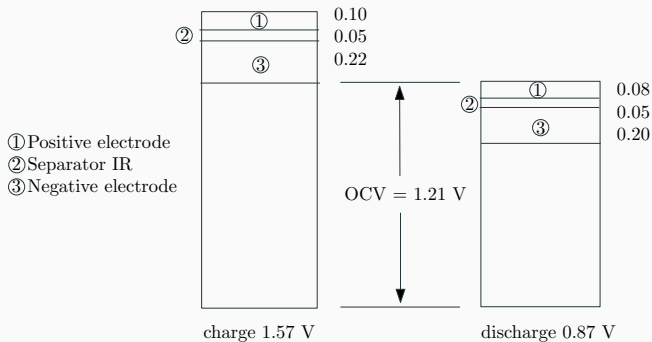 ① 0.10
② 0.05
③ 0.22
① 0.08
② 0.05
③ 0.20
①Positive electrode
②Separator IR
③Negative electrode
OCV = 1.21 V
charge 1.57 V
discharge 0.87 V